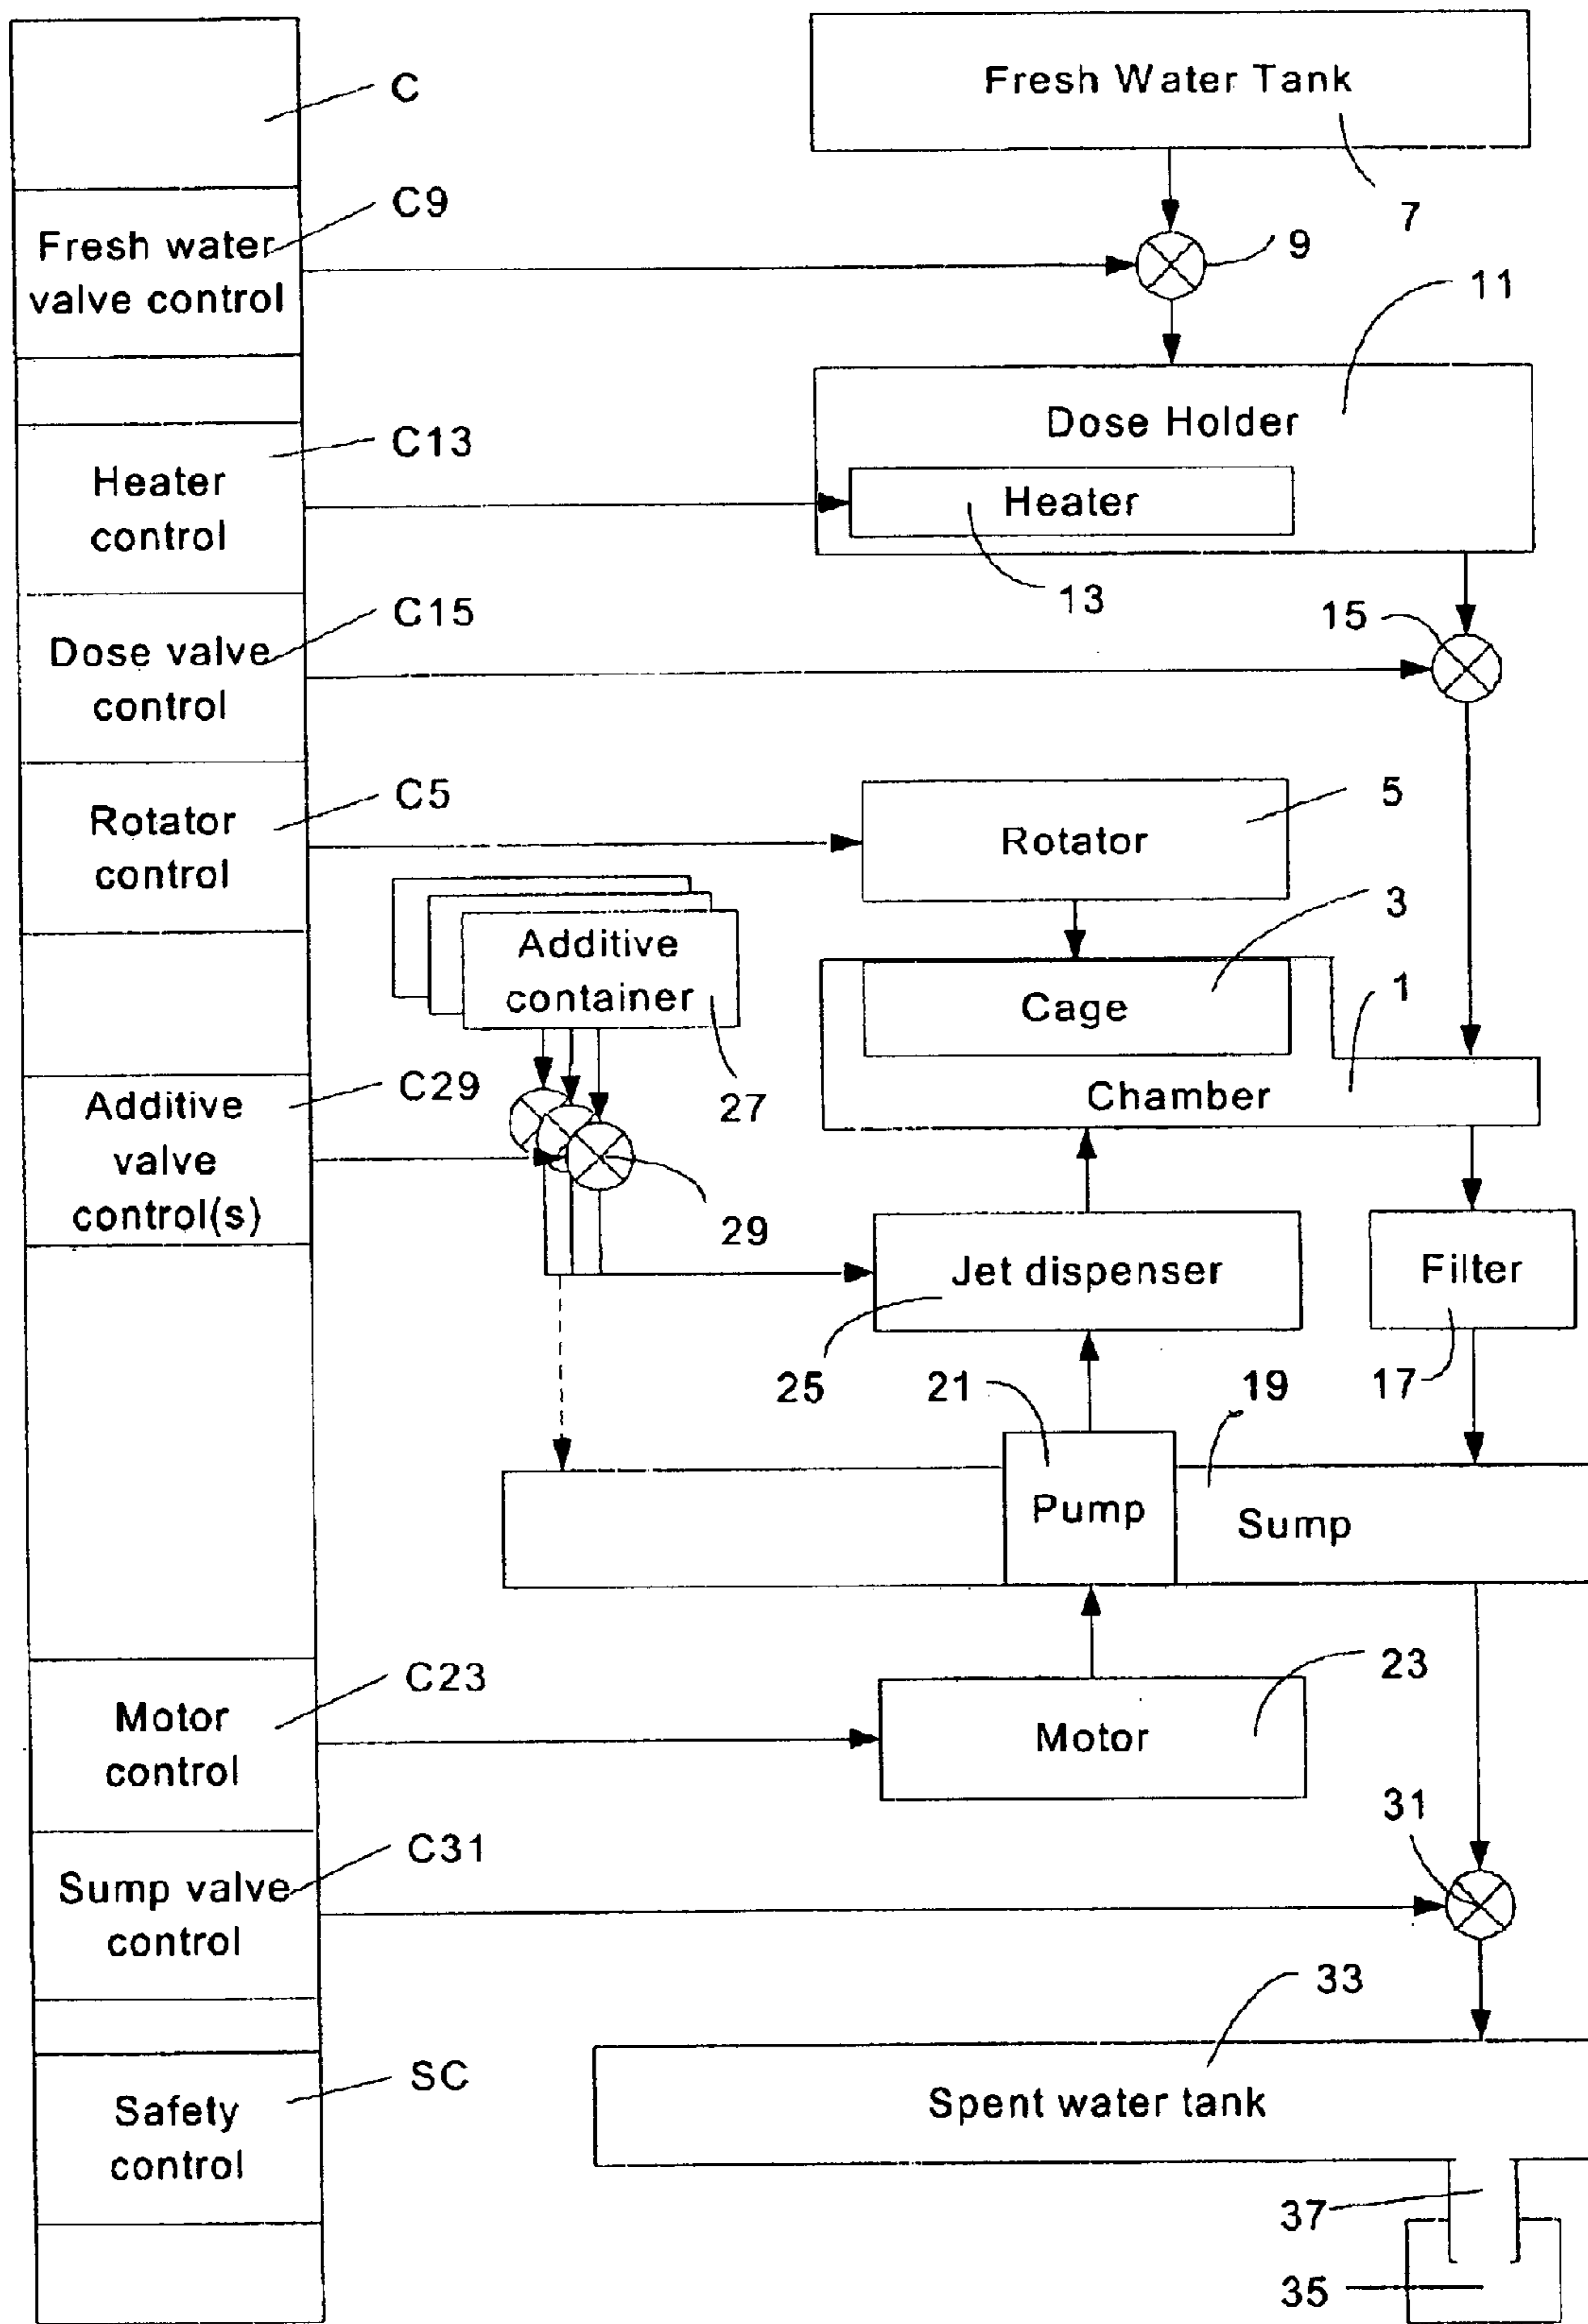 C
Fresh Water Tank
7
C9
Fresh water
valve control
9
11
Dose Holder
C13
Heater
control
Heater
13
C15
Dose valve
control
15
C5
Rotator
control
5
Rotator
3
Additive
container
Cage
1
27
Chamber
C29
Additive
valve
control(s)
29
Jet dispenser
Filter
25
21
19
17
Pump
Sump
C23
Motor
control
23
Motor
31
C31
Sump valve
control
33
SC
Safety
control
Spent water tank
37
35